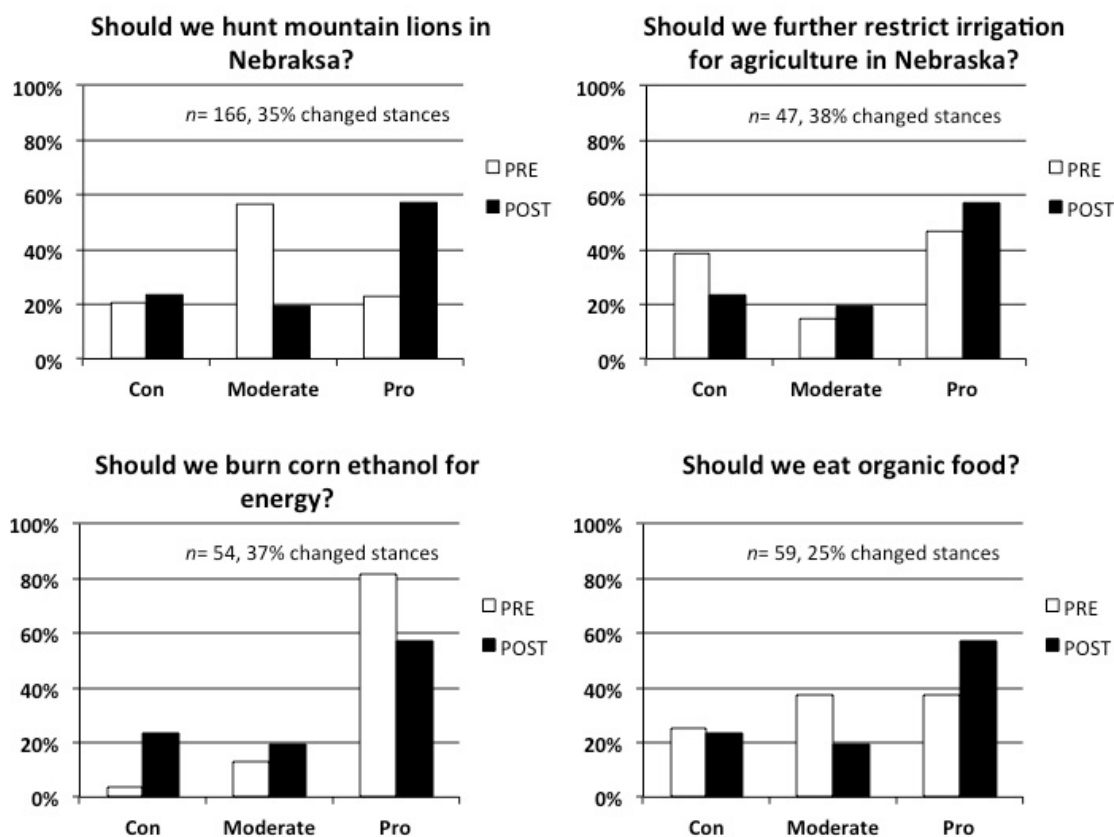 Should we hunt mountain lions in
Nebraksa?
100%
80%
60%
40%
20%
0%
n= 166, 35% changed stances
PRE
POST
Con Moderate Pro
Should we further restrict irrigation
for agriculture in Nebraska?
100%
80%
60%
40%
20%
0%
n= 47, 38% changed stances
PRE
POST
Con Moderate Pro
Should we burn corn ethanol for
energy?
100%
80%
60%
40%
20%
0%
n= 54, 37% changed stances
PRE
POST
Con Moderate Pro
Should we eat organic food?
100%
80%
60%
40%
20%
0%
n= 59, 25% changed stances
PRE
POST
Con Moderate Pro